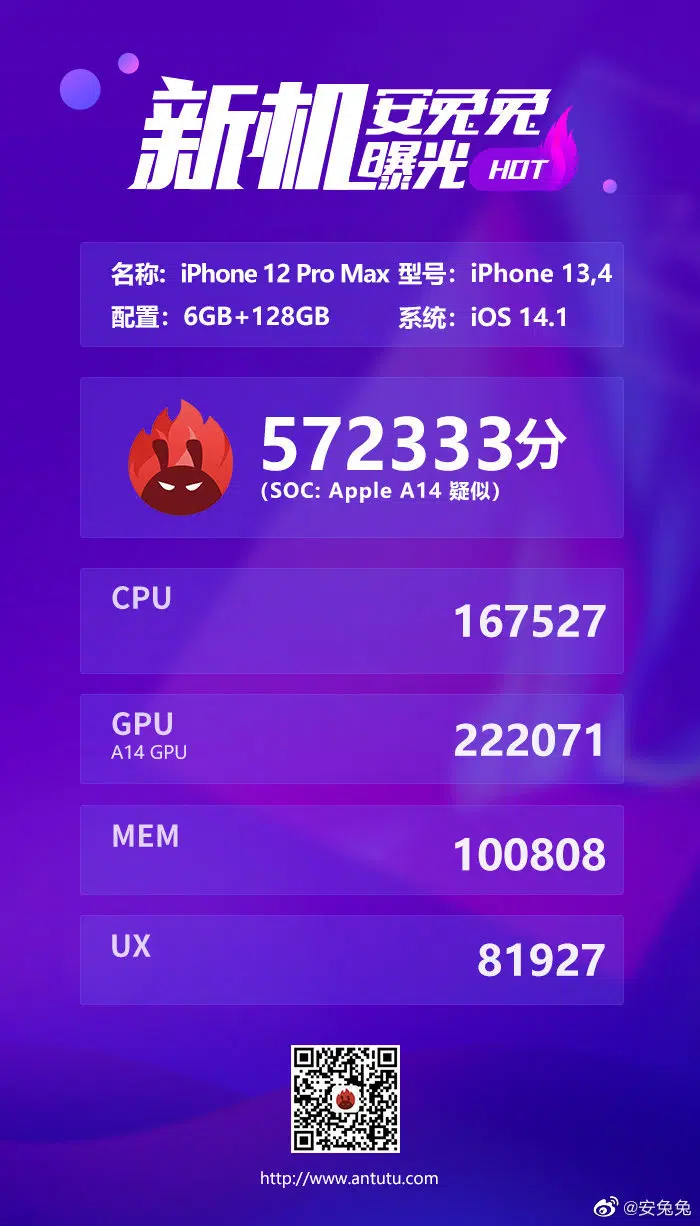 新机安兔兔
曝光 HOT
名称: iPhone 12 Pro Max 型号: iPhone 13,4
配置: 6GB+128GB 系统: iOS 14.1
572333分
(SOC: Apple A14 疑似)
CPU
167527
GPU
A14 GPU
222071
MEM
100808
UX
81927
http://www.antutu.com
@安兔兔